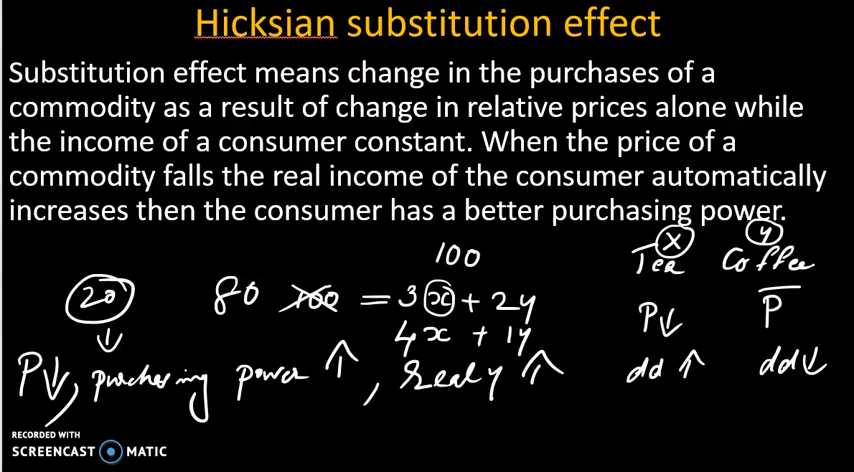 Hicksian substitution effect
Substitution effect means change in the purchases of a
commodity as a result of change in relative prices alone while
the income of a consumer constant. When the price of a
commodity falls the real income of the consumer automatically
increases then the consumer has a better purchasing power.
100 X y
Tea Coffee
20 80 100 = 3x + 2y P↓ P
↓ 4x + 1y
P↓, purchasing power ↑, Real y ↑ dd ↑ dd↓
RECORDED WITH
SCREENCAST MATIC